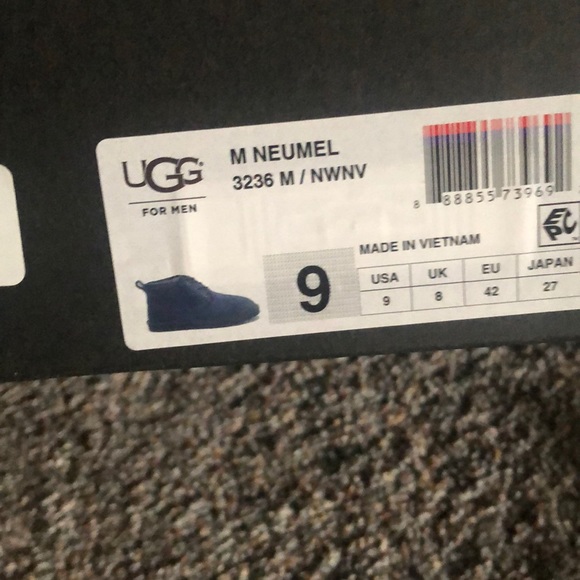 UGG
FOR MEN
M NEUMEL
3236 M / NWNV
8 88855 73969
EPC
MADE IN VIETNAM
9
USA UK EU JAPAN
9 8 42 27